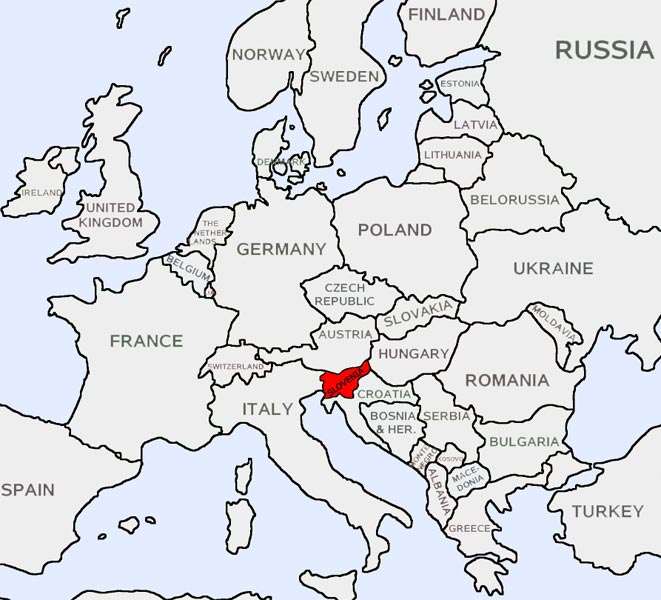 FINLAND
NORWAY
RUSSIA
SWEDEN
ESTONIA
LATVIA
DENMARK
LITHUANIA
IRELAND
UNITED
KINGDOM
BELORUSSIA
THE
NETHER
LANDS
POLAND
GERMANY
BELGIUM
UKRAINE
CZECH
REPUBLIC
SLOVAKIA
MOLDAVIA
AUSTRIA
FRANCE
HUNGARY
SWITZERLAND
SLOVENIA
ROMANIA
CROATIA
ITALY
BOSNIA
& HER.
SERBIA
BULGARIA
MONTE
NEGRO
KOSOVO
MACE-
DONIA
SPAIN
ALBANIA
TURKEY
GREECE